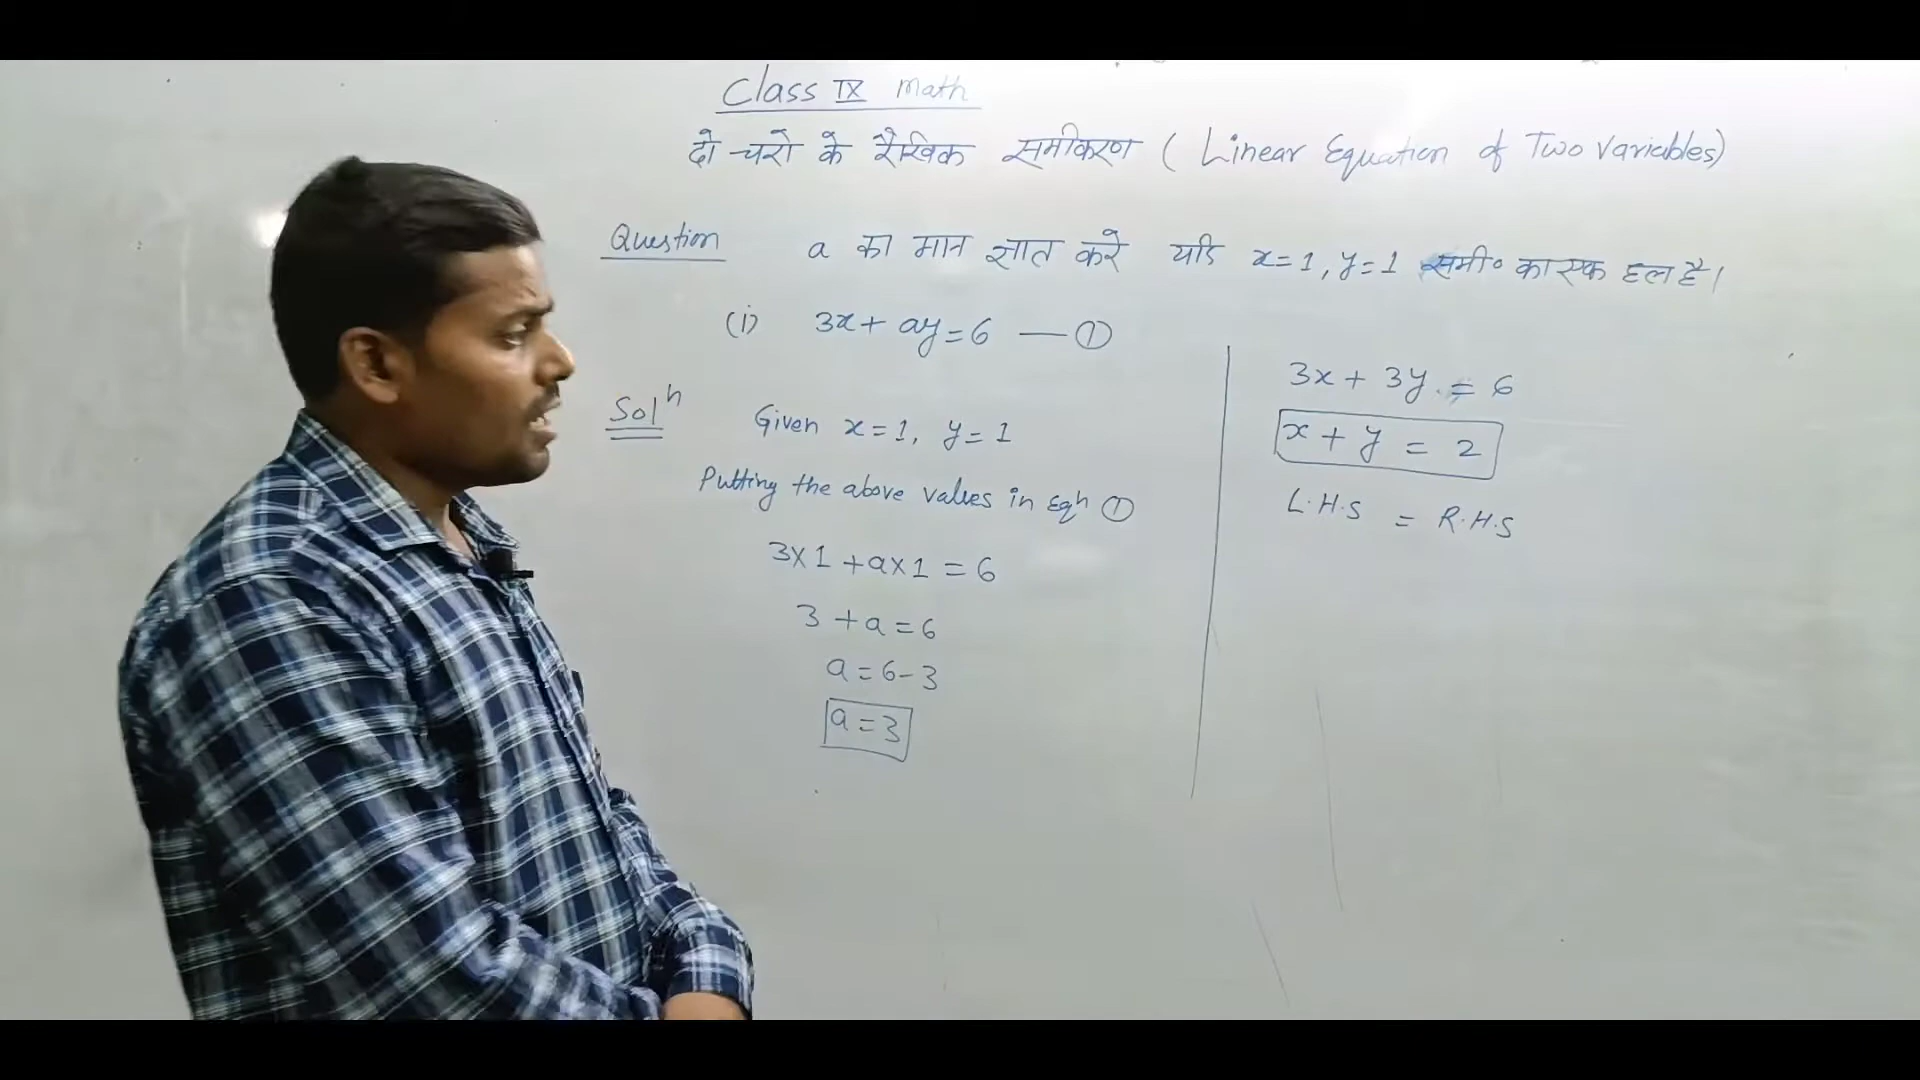 Class IX Math
दो चरो के रैखिक समीकरण ( Linear Equation of Two Variables)
Question a का मान ज्ञात करे यदि x=1, y=1 समी० का एक हल है।
(i) 3x + ay = 6 — ①
Solⁿ Given x=1, y=1
Putting the above values in Eqⁿ ①
3×1 + a×1 = 6
3 + a = 6
a = 6-3
a = 3
3x + 3y = 6
x + y = 2
L.H.S = R.H.S